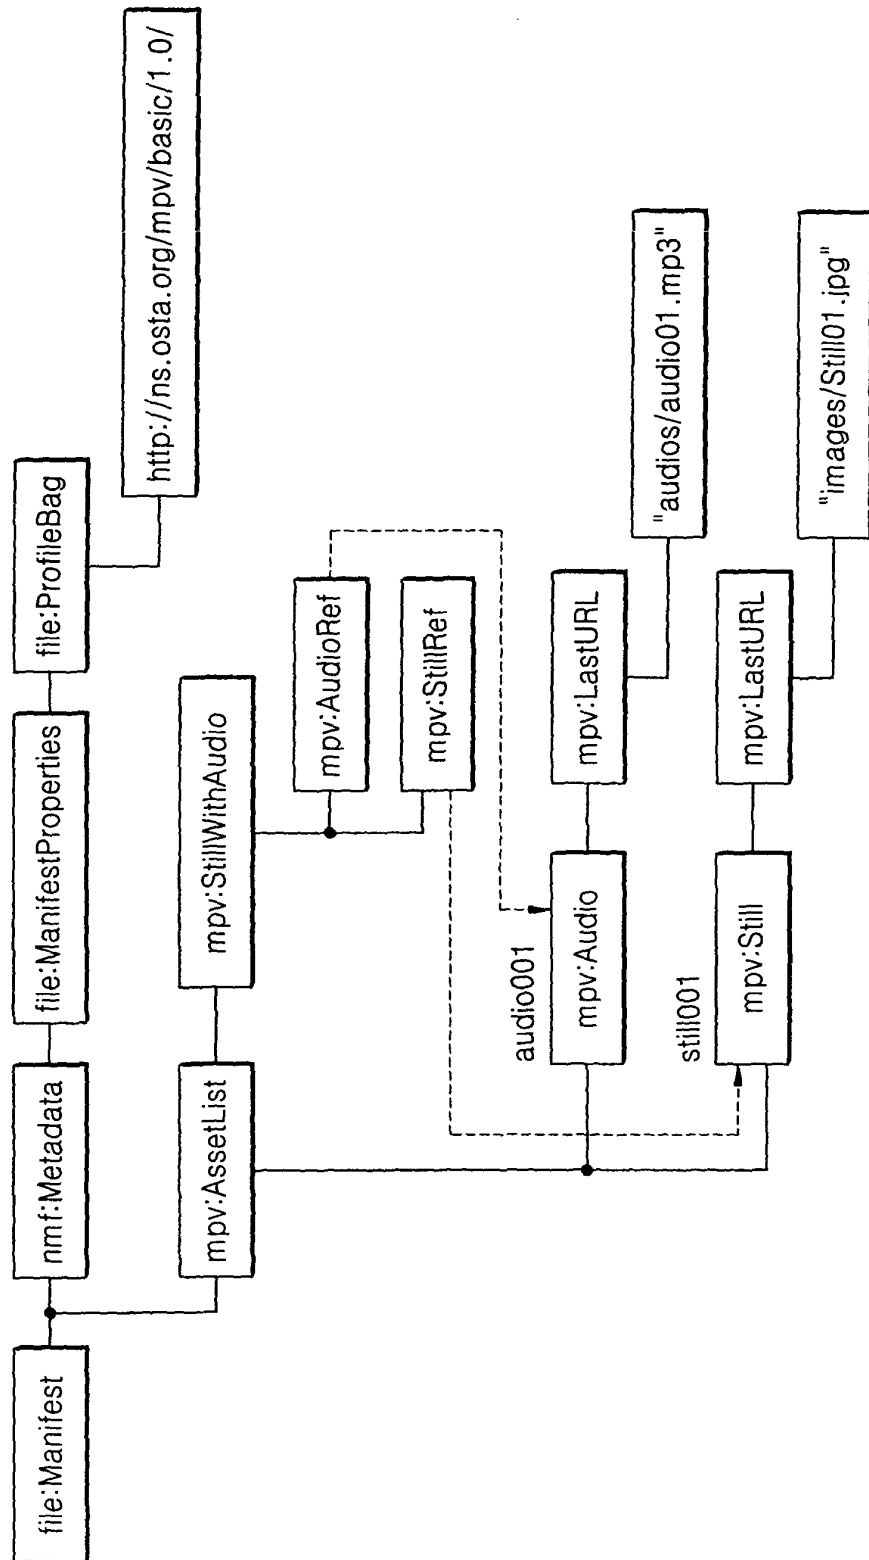 file:Manifest
nmf:Metadata
file:ManifestProperties
file:ProfileBag
http://ns.osta.org/mpv/basic/1.0/
mpv:AssetList
mpv:StillWithAudio
mpv:AudioRef
mpv:StillRef
audio001
mpv:Audio
mpv:LastURL
"audios/audio01.mp3"
still001
mpv:Still
mpv:LastURL
"images/Still01.jpg"